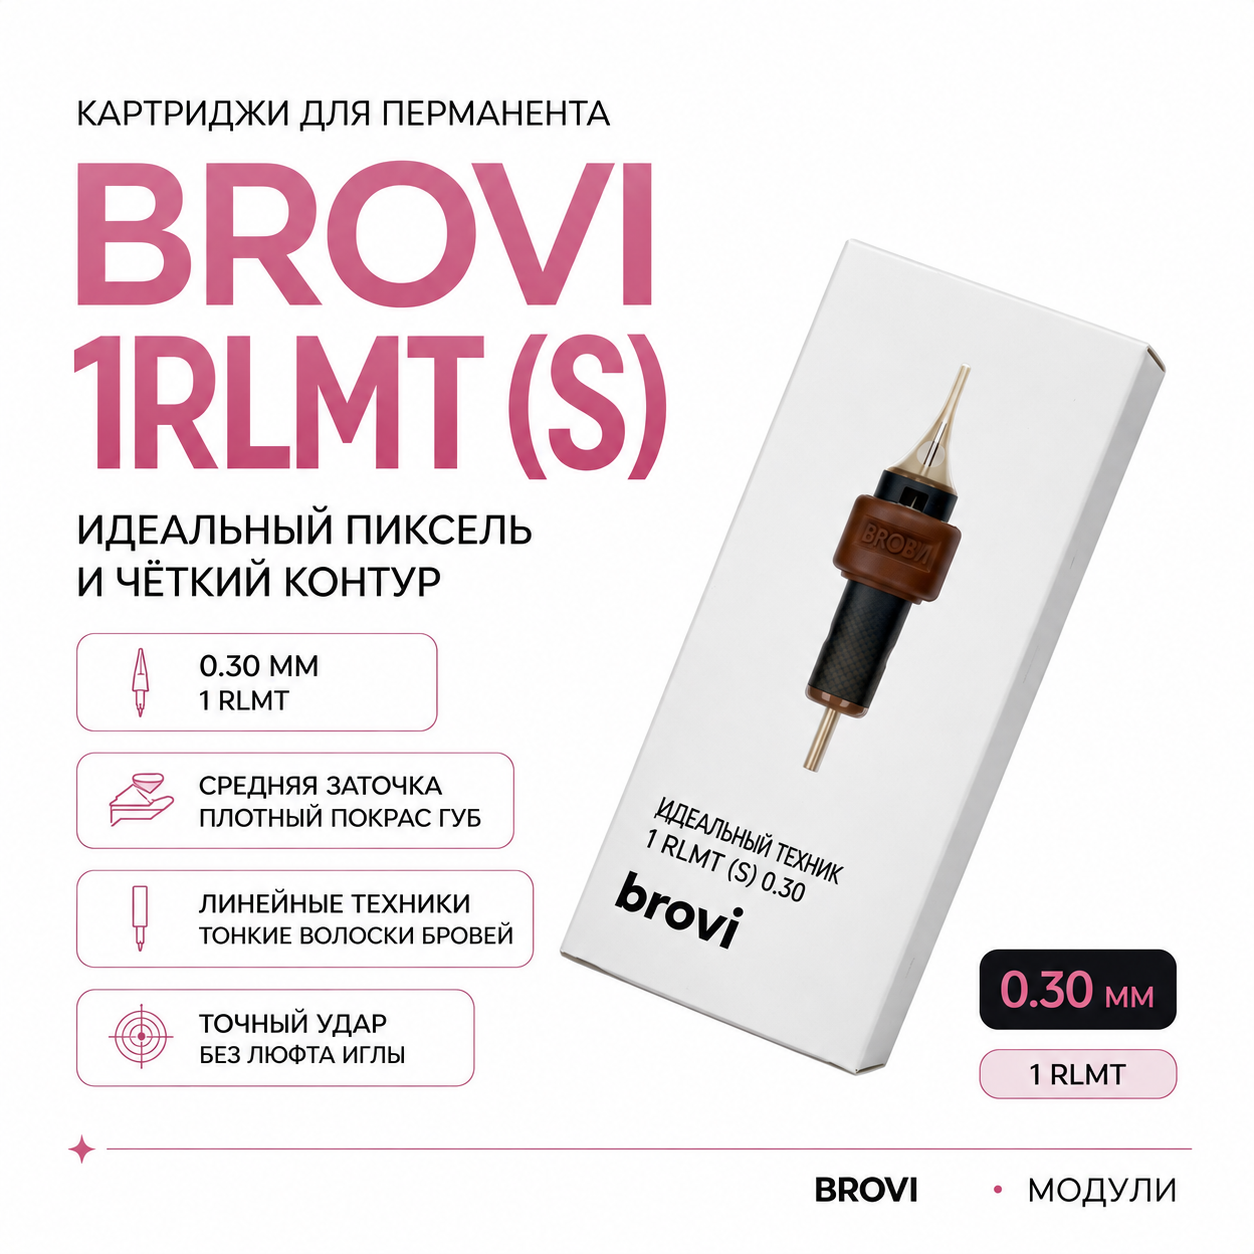 КАРТРИДЖИ ДЛЯ ПЕРМАНЕНТА
BROVI
1RLMT (S)
ИДЕАЛЬНЫЙ ПИКСЕЛЬ
И ЧЁТКИЙ КОНТУР
0.30 ММ
1 RLMT
СРЕДНЯЯ ЗАТОЧКА
ПЛОТНЫЙ ПОКРАС ГУБ
ЛИНЕЙНЫЕ ТЕХНИКИ
ТОНКИЕ ВОЛОСКИ БРОВЕЙ
ТОЧНЫЙ УДАР
БЕЗ ЛЮФТА ИГЛЫ
ИДЕАЛЬНЫЙ ТЕХНИК
1 RLMT (S) 0.30
brovi
0.30 ММ
1 RLMT
BROVI • МОДУЛИ